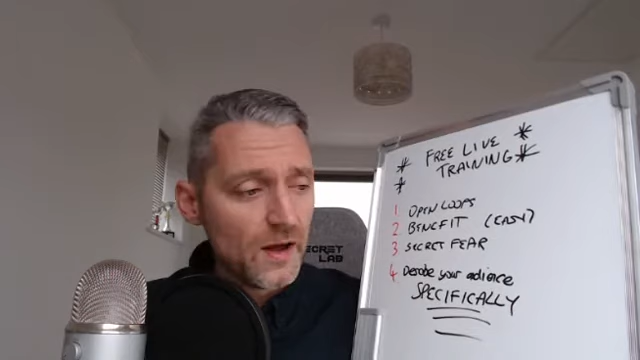 FREE LIVE
TRAINING
1 OPEN LOOPS
2 BENEFIT (EASY)
3 SECRET FEAR
4 Describe your audience
SPECIFICALLY
SECRET
LAB